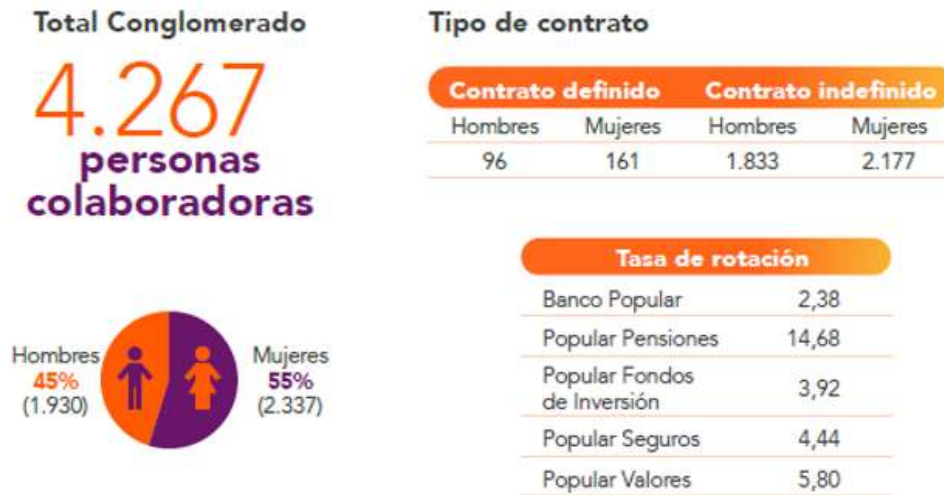 Total Conglomerado
4.267
personas
colaboradoras
Hombres
45%
(1.930)
Mujeres
55%
(2.337)
Tipo de contrato
Contrato definido Contrato indefinido
Hombres Mujeres Hombres Mujeres
96 161 1.833 2.177
Tasa de rotación
Banco Popular 2,38
Popular Pensiones 14,68
Popular Fondos
de Inversión 3,92
Popular Seguros 4,44
Popular Valores 5,80